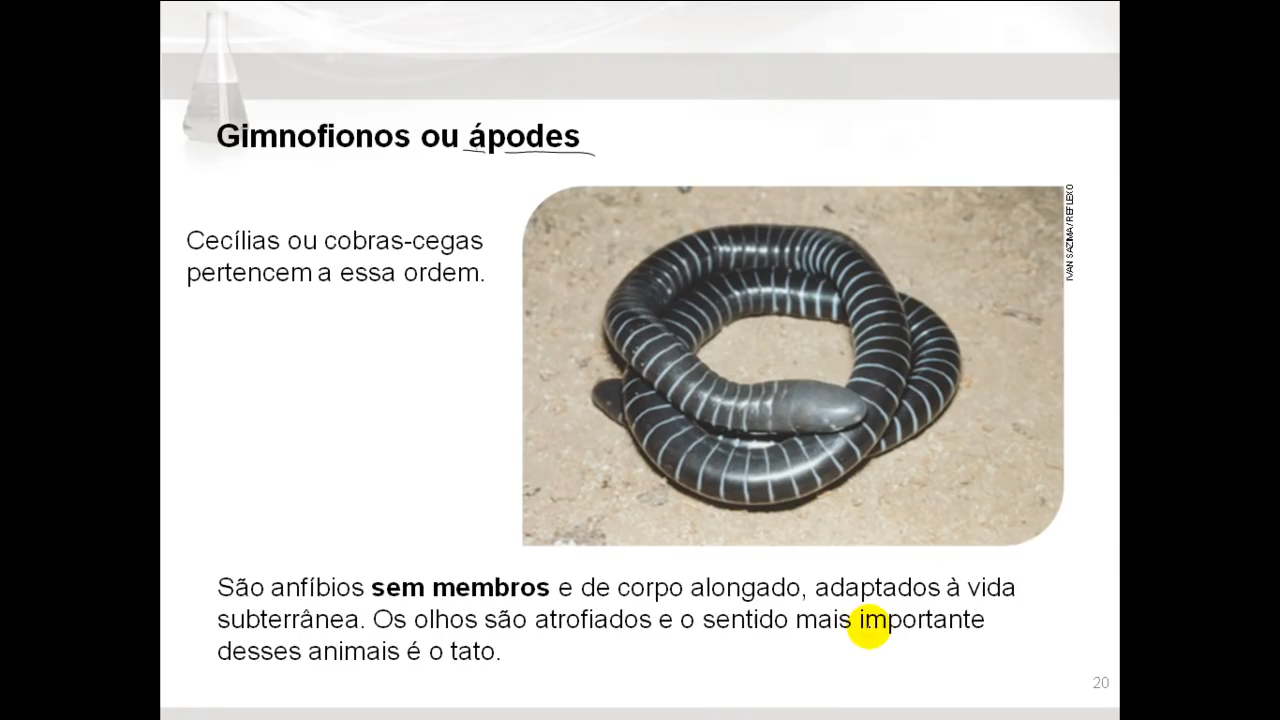 Gimnofionos ou ápodes
Cecílias ou cobras-cegas
pertencem a essa ordem.
IVAN SAZIMA / REFLEXO
São anfíbios sem membros e de corpo alongado, adaptados à vida
subterrânea. Os olhos são atrofiados e o sentido mais importante
desses animais é o tato.
20